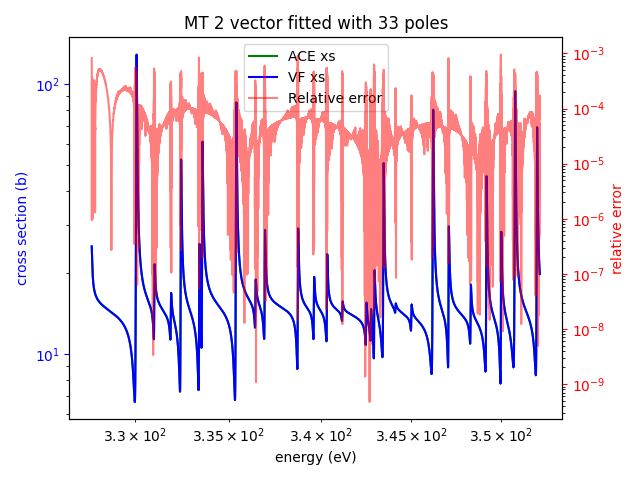 MT 2 vector fitted with 33 poles
ACE xs
VF xs
Relative error
cross section (b)
10²
10¹
relative error
10⁻³
10⁻⁴
10⁻⁵
10⁻⁶
10⁻⁷
10⁻⁸
10⁻⁹
3.3 × 10² 3.35 × 10² 3.4 × 10² 3.45 × 10² 3.5 × 10²
energy (eV)